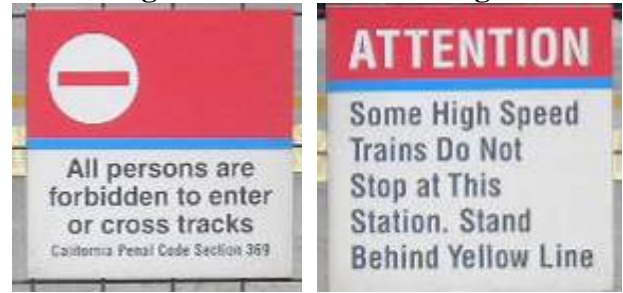 All persons are
forbidden to enter
or cross tracks
California Penal Code Section 369
ATTENTION
Some High Speed
Trains Do Not
Stop at This
Station. Stand
Behind Yellow Line